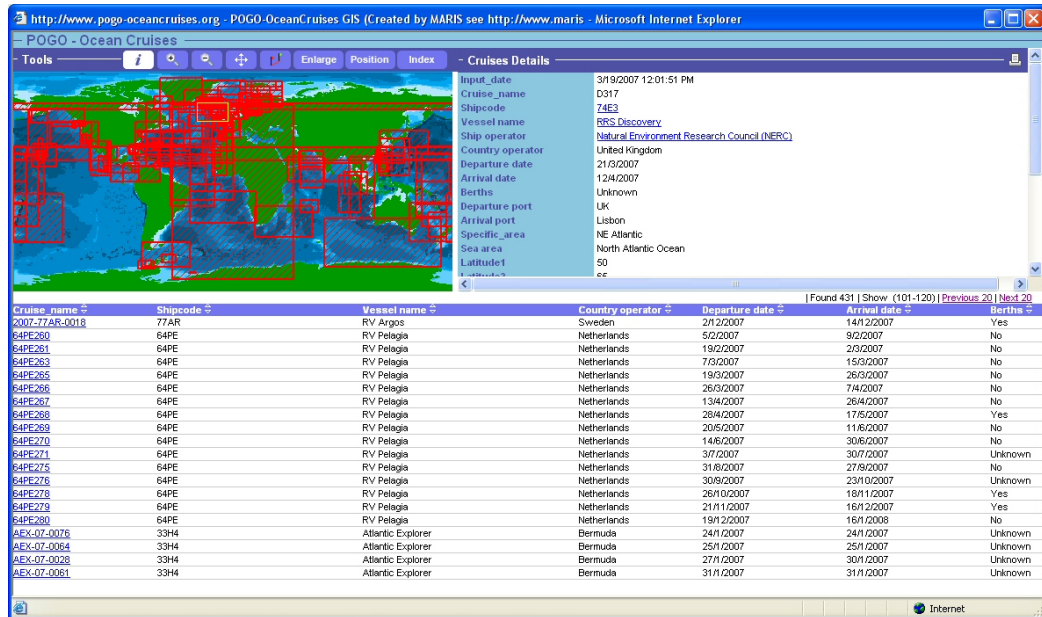 http://www.pogo-oceancruises.org - POGO-OceanCruises GIS (Created by MARIS see http://www.maris - Microsoft Internet Explorer
POGO - Ocean Cruises
Tools i Enlarge Position Index
Cruises Details
Input_date 3/19/2007 12:01:51 PM
Cruise_name D317
Shipcode 74E3
Vessel name RRS Discovery
Ship operator Natural Environment Research Council (NERC)
Country operator United Kingdom
Departure date 21/3/2007
Arrival date 12/4/2007
Berths Unknown
Departure port UK
Arrival port Lisbon
Specific_area NE Atlantic
Sea area North Atlantic Ocean
Latitude1 50
| Found 431 | Show (101-120) | Previous 20 | Next 20
Cruise_name Shipcode Vessel name Country operator Departure date Arrival date Berths
2007-77AR-0018 77AR RV Argos Sweden 2/12/2007 14/12/2007 Yes
64PE260 64PE RV Pelagia Netherlands 5/2/2007 9/2/2007 No
64PE261 64PE RV Pelagia Netherlands 19/2/2007 2/3/2007 No
64PE263 64PE RV Pelagia Netherlands 7/3/2007 15/3/2007 No
64PE265 64PE RV Pelagia Netherlands 19/3/2007 26/3/2007 No
64PE266 64PE RV Pelagia Netherlands 26/3/2007 7/4/2007 No
64PE267 64PE RV Pelagia Netherlands 13/4/2007 26/4/2007 No
64PE268 64PE RV Pelagia Netherlands 28/4/2007 17/5/2007 Yes
64PE269 64PE RV Pelagia Netherlands 20/5/2007 11/6/2007 No
64PE270 64PE RV Pelagia Netherlands 14/6/2007 30/6/2007 No
64PE271 64PE RV Pelagia Netherlands 3/7/2007 30/7/2007 Unknown
64PE275 64PE RV Pelagia Netherlands 31/8/2007 27/9/2007 No
64PE276 64PE RV Pelagia Netherlands 30/9/2007 23/10/2007 Unknown
64PE278 64PE RV Pelagia Netherlands 26/10/2007 18/11/2007 Yes
64PE279 64PE RV Pelagia Netherlands 21/11/2007 16/12/2007 Yes
64PE280 64PE RV Pelagia Netherlands 19/12/2007 16/1/2008 No
AEX-07-0076 33H4 Atlantic Explorer Bermuda 24/1/2007 24/1/2007 Unknown
AEX-07-0064 33H4 Atlantic Explorer Bermuda 25/1/2007 25/1/2007 Unknown
AEX-07-0028 33H4 Atlantic Explorer Bermuda 27/1/2007 30/1/2007 Unknown
AEX-07-0061 33H4 Atlantic Explorer Bermuda 31/1/2007 31/1/2007 Unknown
Internet